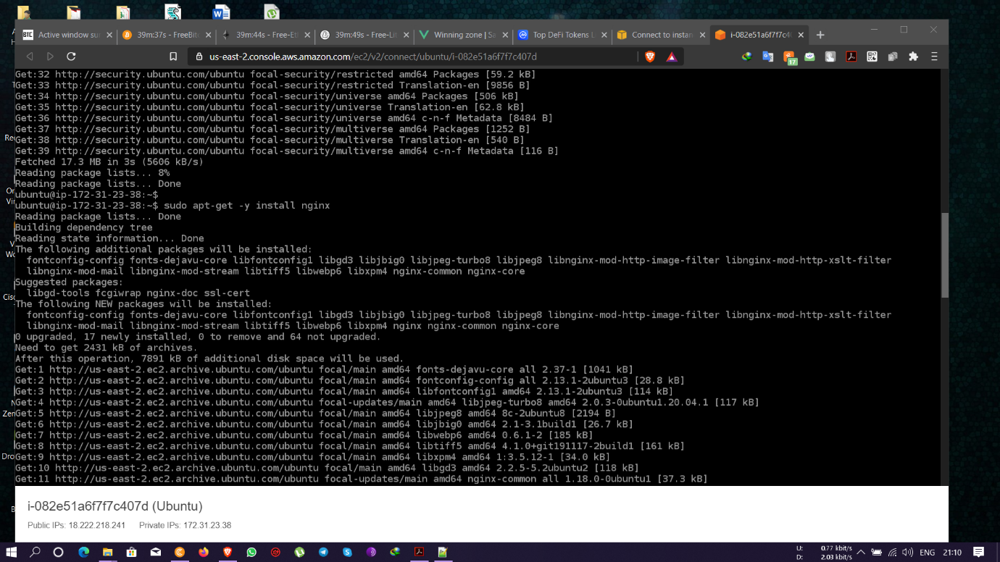 BTC Active window sur
39m:37s - FreeBit
39m:44s - Free-Et
39m:49s - Free-Lit
Winning zone | Sa
Top DeFi Tokens L
Connect to instan
i-082e51a6f7f7c40
us-east-2.console.aws.amazon.com/ec2/v2/connect/ubuntu/i-082e51a6f7f7c407d
17
Get:32 http://security.ubuntu.com/ubuntu focal-security/restricted amd64 Packages [59.2 kB]
Get:33 http://security.ubuntu.com/ubuntu focal-security/restricted Translation-en [9856 B]
Get:34 http://security.ubuntu.com/ubuntu focal-security/universe amd64 Packages [506 kB]
Get:35 http://security.ubuntu.com/ubuntu focal-security/universe Translation-en [62.8 kB]
Get:36 http://security.ubuntu.com/ubuntu focal-security/universe amd64 c-n-f Metadata [8484 B]
Get:37 http://security.ubuntu.com/ubuntu focal-security/multiverse amd64 Packages [1252 B]
Get:38 http://security.ubuntu.com/ubuntu focal-security/multiverse Translation-en [540 B]
Get:39 http://security.ubuntu.com/ubuntu focal-security/multiverse amd64 c-n-f Metadata [116 B]
Fetched 17.3 MB in 3s (5606 kB/s)
Reading package lists... 8%
Reading package lists... Done
ubuntu@ip-172-31-23-38:~$
ubuntu@ip-172-31-23-38:~$ sudo apt-get -y install nginx
Reading package lists... Done
Building dependency tree
Reading state information... Done
The following additional packages will be installed:
fontconfig-config fonts-dejavu-core libfontconfig1 libgd3 libjbig0 libjpeg-turbo8 libjpeg8 libnginx-mod-http-image-filter libnginx-mod-http-xslt-filter
libnginx-mod-mail libnginx-mod-stream libtiff5 libwebp6 libxpm4 nginx-common nginx-core
Suggested packages:
libgd-tools fcgiwrap nginx-doc ssl-cert
The following NEW packages will be installed:
fontconfig-config fonts-dejavu-core libfontconfig1 libgd3 libjbig0 libjpeg-turbo8 libjpeg8 libnginx-mod-http-image-filter libnginx-mod-http-xslt-filter
libnginx-mod-mail libnginx-mod-stream libtiff5 libwebp6 libxpm4 nginx nginx-common nginx-core
0 upgraded, 17 newly installed, 0 to remove and 64 not upgraded.
Need to get 2431 kB of archives.
After this operation, 7891 kB of additional disk space will be used.
Get:1 http://us-east-2.ec2.archive.ubuntu.com/ubuntu focal/main amd64 fonts-dejavu-core all 2.37-1 [1041 kB]
Get:2 http://us-east-2.ec2.archive.ubuntu.com/ubuntu focal/main amd64 fontconfig-config all 2.13.1-2ubuntu3 [28.8 kB]
Get:3 http://us-east-2.ec2.archive.ubuntu.com/ubuntu focal/main amd64 libfontconfig1 amd64 2.13.1-2ubuntu3 [114 kB]
Get:4 http://us-east-2.ec2.archive.ubuntu.com/ubuntu focal-updates/main amd64 libjpeg-turbo8 amd64 2.0.3-0ubuntu1.20.04.1 [117 kB]
Get:5 http://us-east-2.ec2.archive.ubuntu.com/ubuntu focal/main amd64 libjpeg8 amd64 8c-2ubuntu8 [2194 B]
Get:6 http://us-east-2.ec2.archive.ubuntu.com/ubuntu focal/main amd64 libjbig0 amd64 2.1-3.1build1 [26.7 kB]
Get:7 http://us-east-2.ec2.archive.ubuntu.com/ubuntu focal/main amd64 libwebp6 amd64 0.6.1-2 [185 kB]
Get:8 http://us-east-2.ec2.archive.ubuntu.com/ubuntu focal/main amd64 libtiff5 amd64 4.1.0+git191117-2build1 [161 kB]
Get:9 http://us-east-2.ec2.archive.ubuntu.com/ubuntu focal/main amd64 libxpm4 amd64 1:3.5.12-1 [34.0 kB]
Get:10 http://us-east-2.ec2.archive.ubuntu.com/ubuntu focal/main amd64 libgd3 amd64 2.2.5-5.2ubuntu2 [118 kB]
Get:11 http://us-east-2.ec2.archive.ubuntu.com/ubuntu focal-updates/main amd64 nginx-common all 1.18.0-0ubuntu1 [37.3 kB]
i-082e51a6f7f7c407d (Ubuntu)
Public IPs: 18.222.218.241 Private IPs: 172.31.23.38
U: 0.77 kbit/s
D: 2.03 kbit/s
ENG 21:10